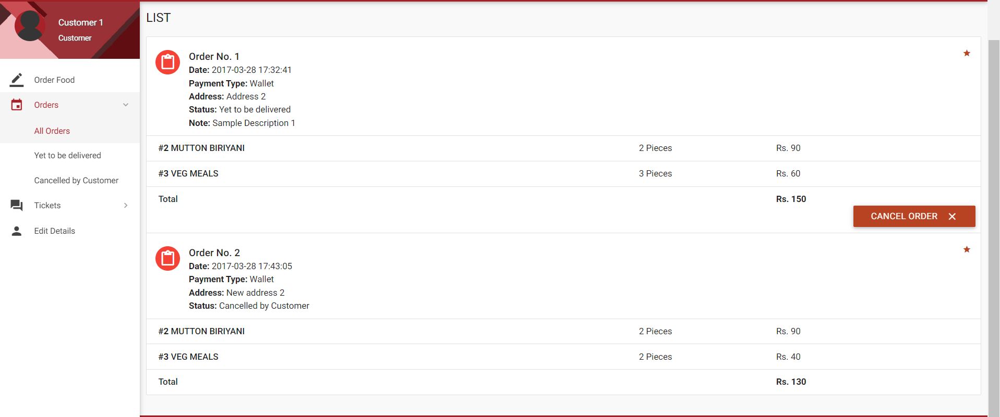 Customer 1
Customer
Order Food
Orders
All Orders
Yet to be delivered
Cancelled by Customer
Tickets
Edit Details
LIST
Order No. 1
Date: 2017-03-28 17:32:41
Payment Type: Wallet
Address: Address 2
Status: Yet to be delivered
Note: Sample Description 1
#2 MUTTON BIRIYANI 2 Pieces Rs. 90
#3 VEG MEALS 3 Pieces Rs. 60
Total Rs. 150
CANCEL ORDER
Order No. 2
Date: 2017-03-28 17:43:05
Payment Type: Wallet
Address: New address 2
Status: Cancelled by Customer
#2 MUTTON BIRIYANI 2 Pieces Rs. 90
#3 VEG MEALS 2 Pieces Rs. 40
Total Rs. 130